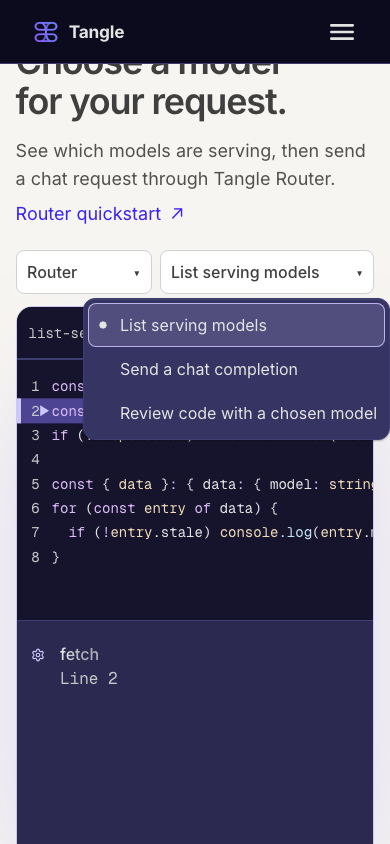 Tangle
Choose a model
for your request.
See which models are serving, then send
a chat request through Tangle Router.
Router quickstart ↗
Router ▾
List serving models ▾
list-se
List serving models
Send a chat completion
Review code with a chosen model
1 cons
2 cons
3 if (
4
5 const { data }: { data: { model: string
6 for (const entry of data) {
7 if (!entry.stale) console.log(entry.m
8 }
fetch
Line 2